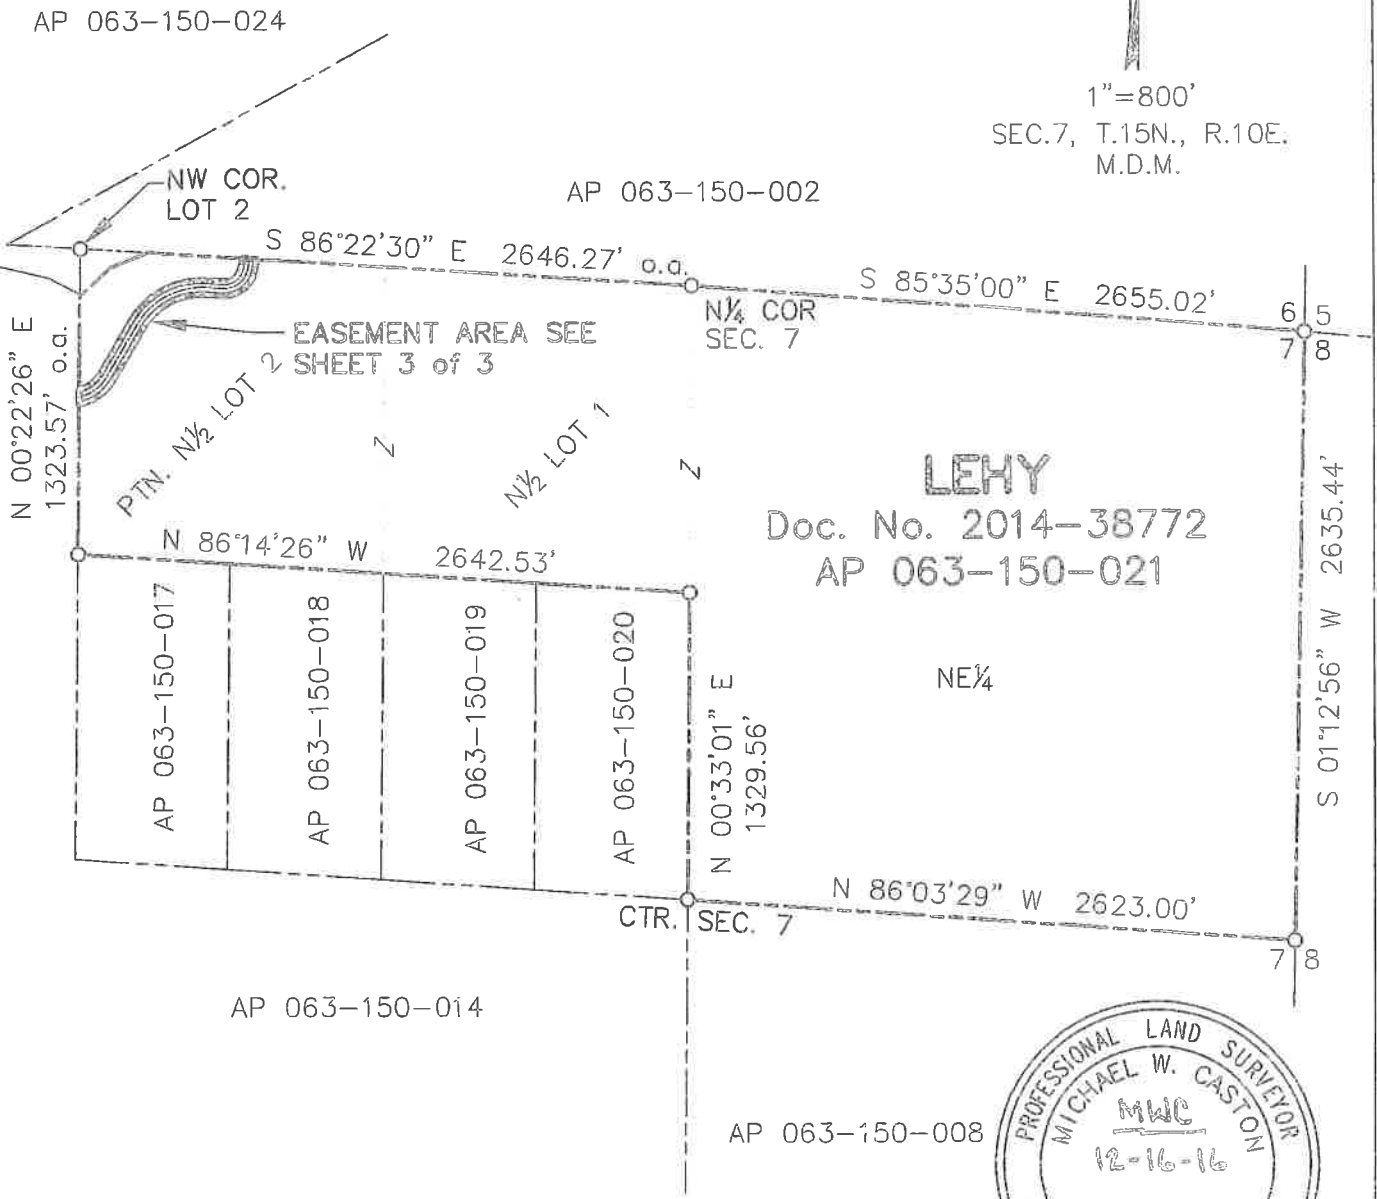 AP 063-150-024
1"=800'
SEC.7, T.15N., R.10E.
M.D.M.
NW COR.
LOT 2
AP 063-150-002
S 86°22'30" E 2646.27' o.a.
S 85°35'00" E 2655.02'
N¼ COR
SEC. 7
6 5
7 8
EASEMENT AREA SEE
SHEET 3 of 3
N 00°22'26" E
1323.57' o.a.
PTN. N½ LOT 2
N½ LOT 1
LEHY
Doc. No. 2014-38772
AP 063-150-021
S 01°12'56" W 2635.44'
N 86°14'26" W 2642.53'
AP 063-150-017
AP 063-150-018
AP 063-150-019
AP 063-150-020
N 00°33'01" E
1329.56'
NE¼
N 86°03'29" W 2623.00'
CTR. SEC. 7
7 8
AP 063-150-014
AP 063-150-008
PROFESSIONAL LAND SURVEYOR
MICHAEL W. CASTON
MWC
12-16-16